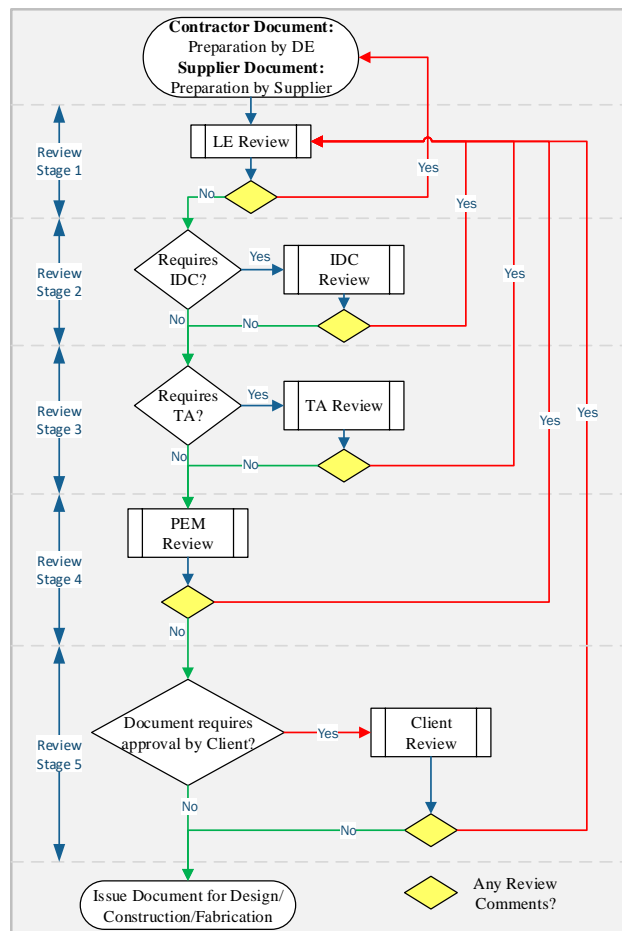 Contractor Document:
Preparation by DE
Supplier Document:
Preparation by Supplier
Review
Stage 1
LE Review
Yes
No
Yes
Review
Stage 2
Requires
IDC?
Yes
IDC
Review
No
No
Yes
Review
Stage 3
Requires
TA?
Yes
TA Review
No
No
Yes
Yes
Review
Stage 4
PEM
Review
No
Yes
Review
Stage 5
Document requires
approval by Client?
Yes
Client
Review
No
No
Issue Document for Design/
Construction/Fabrication
Any Review
Comments?